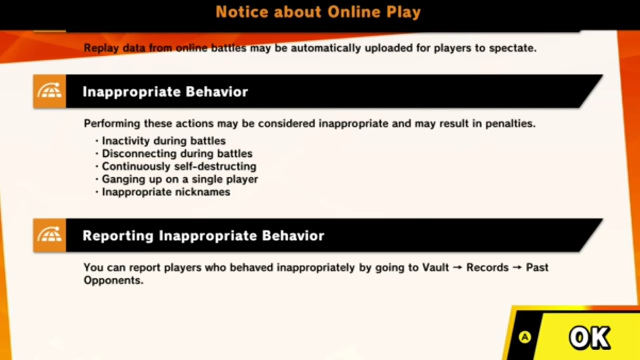 Notice about Online Play
Replay data from online battles may be automatically uploaded for players to spectate.
Inappropriate Behavior
Performing these actions may be considered inappropriate and may result in penalties.
· Inactivity during battles
· Disconnecting during battles
· Continuously self-destructing
· Ganging up on a single player
· Inappropriate nicknames
Reporting Inappropriate Behavior
You can report players who behaved inappropriately by going to Vault → Records → Past
Opponents.
A OK